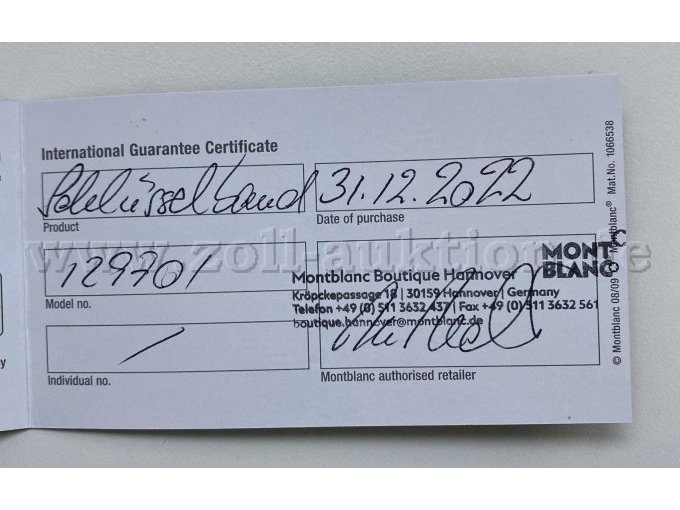 International Guarantee Certificate
Schlüsselband
Product
31.12.2022
Date of purchase
129701
Model no.
/
Individual no.
MONT
BLANC
Montblanc Boutique Hannover
Kröpckepassage 18 | 30159 Hannover | Germany
Telefon +49 (0) 511 3632 437 | Fax +49 (0) 511 3632 561
boutique.hannover@montblanc.de
Montblanc authorised retailer
© Montblanc 08/09 Montblanc® Mat.No. 1066538
y
www.zoll-auktion.de